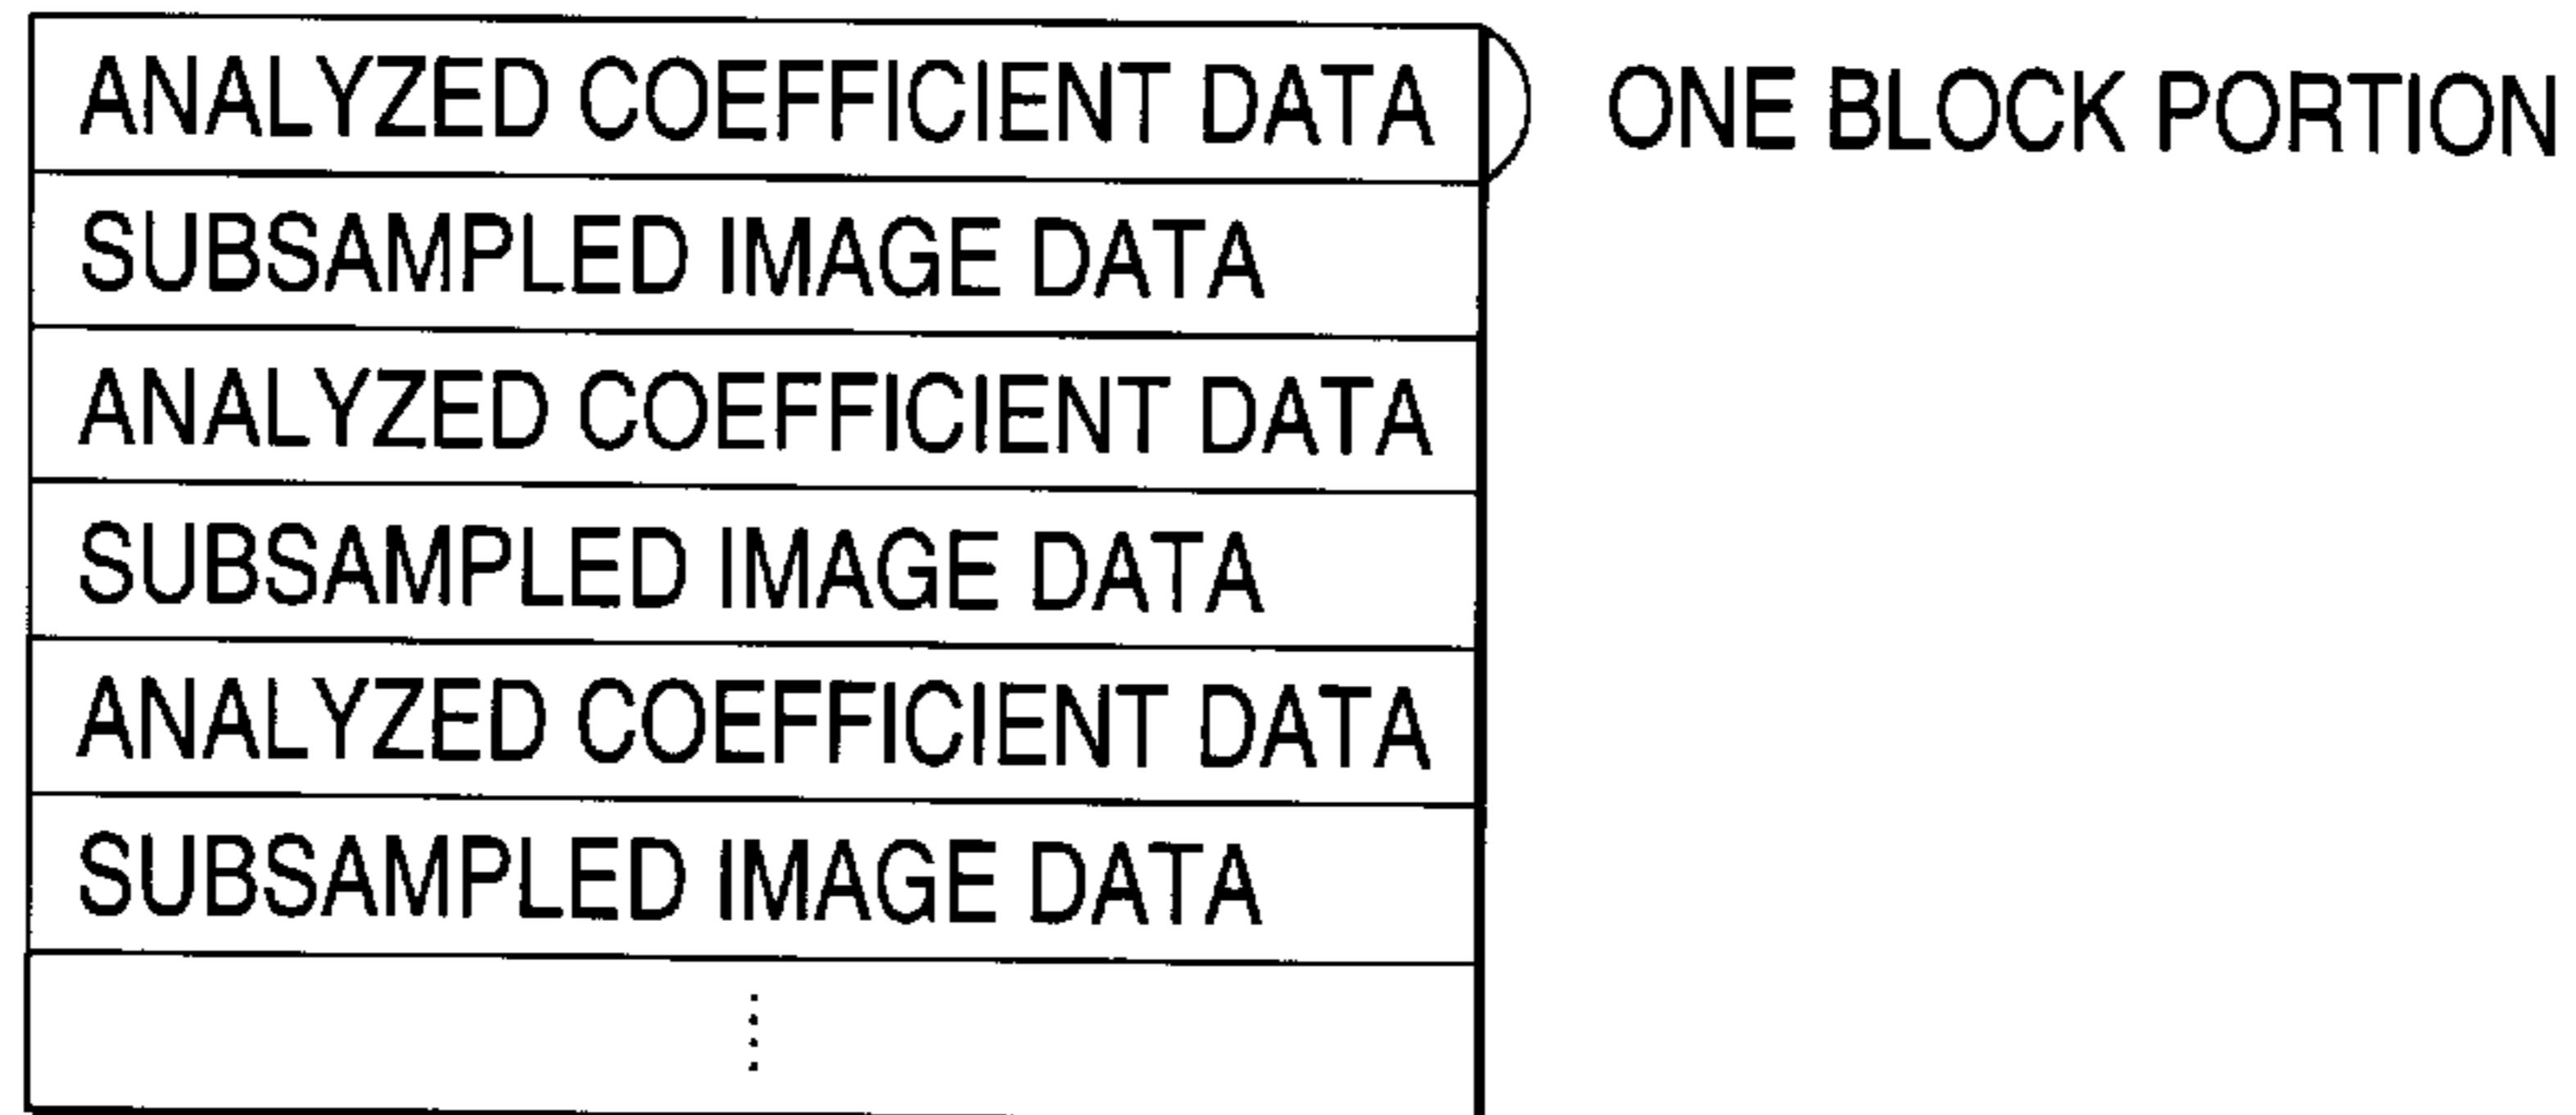 ANALYZED COEFFICIENT DATA ONE BLOCK PORTION
SUBSAMPLED IMAGE DATA
ANALYZED COEFFICIENT DATA
SUBSAMPLED IMAGE DATA
ANALYZED COEFFICIENT DATA
SUBSAMPLED IMAGE DATA